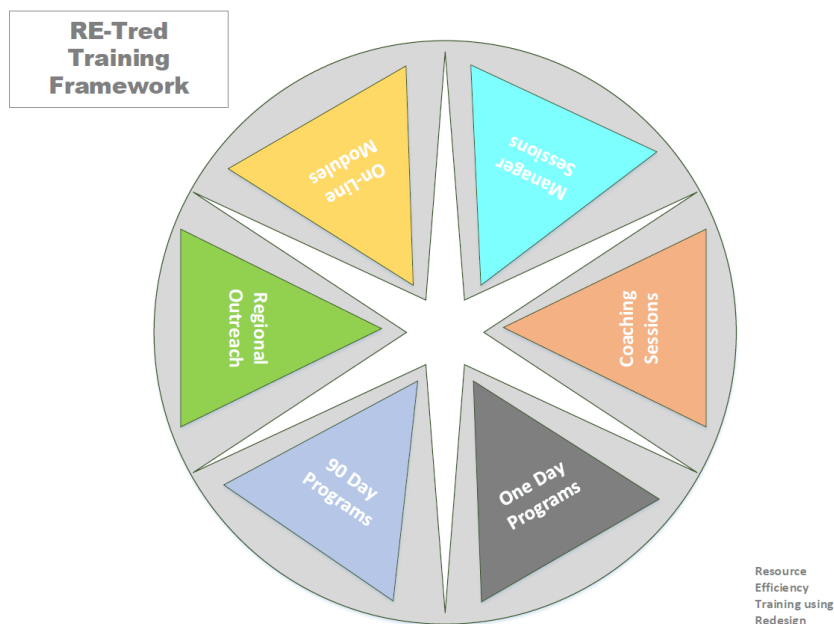 RE-Tred
Training
Framework
On-Line
Modules
Manager
Sessions
Regional
Outreach
Coaching
Sessions
90 Day
Programs
One Day
Programs
Resource
Efficiency
Training using
Redesign